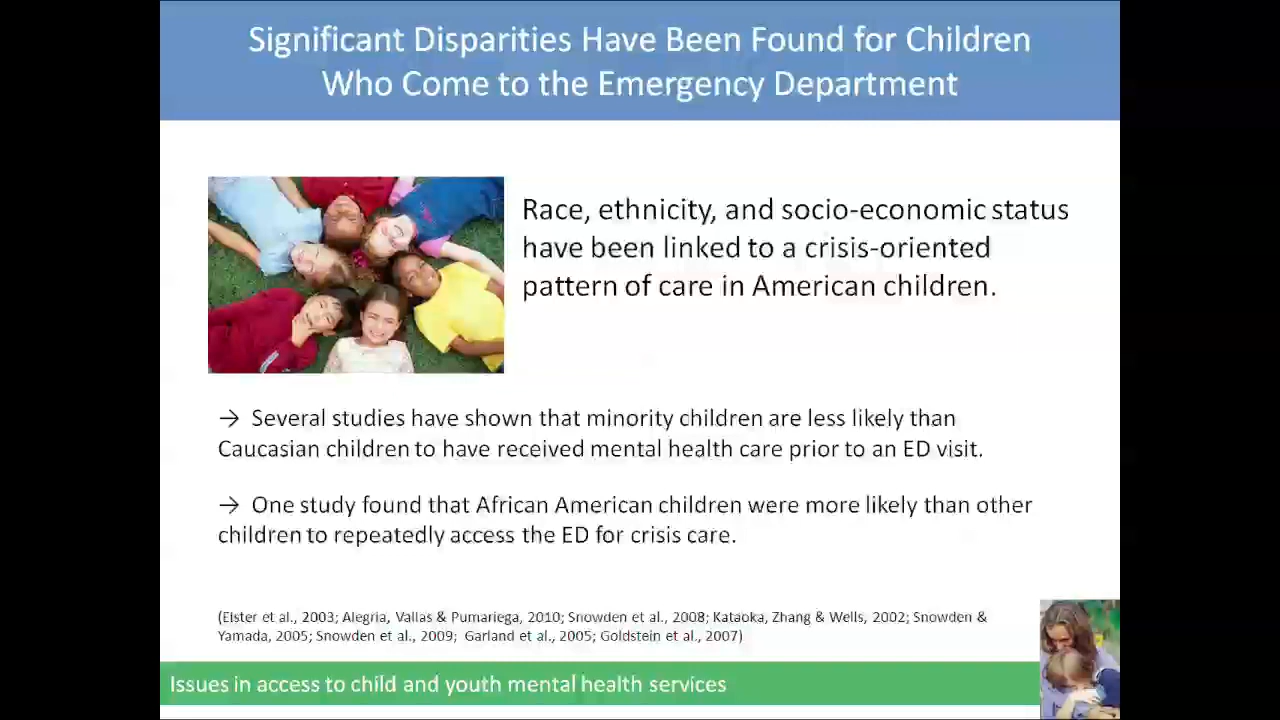 Significant Disparities Have Been Found for Children
Who Come to the Emergency Department
Race, ethnicity, and socio-economic status
have been linked to a crisis-oriented
pattern of care in American children.
→ Several studies have shown that minority children are less likely than
Caucasian children to have received mental health care prior to an ED visit.
→ One study found that African American children were more likely than other
children to repeatedly access the ED for crisis care.
(Elster et al., 2003; Alegria, Vallas & Pumariega, 2010; Snowden et al., 2008; Kataoka, Zhang & Wells, 2002; Snowden &
Yamada, 2005; Snowden et al., 2009; Garland et al., 2005; Goldstein et al., 2007)
Issues in access to child and youth mental health services